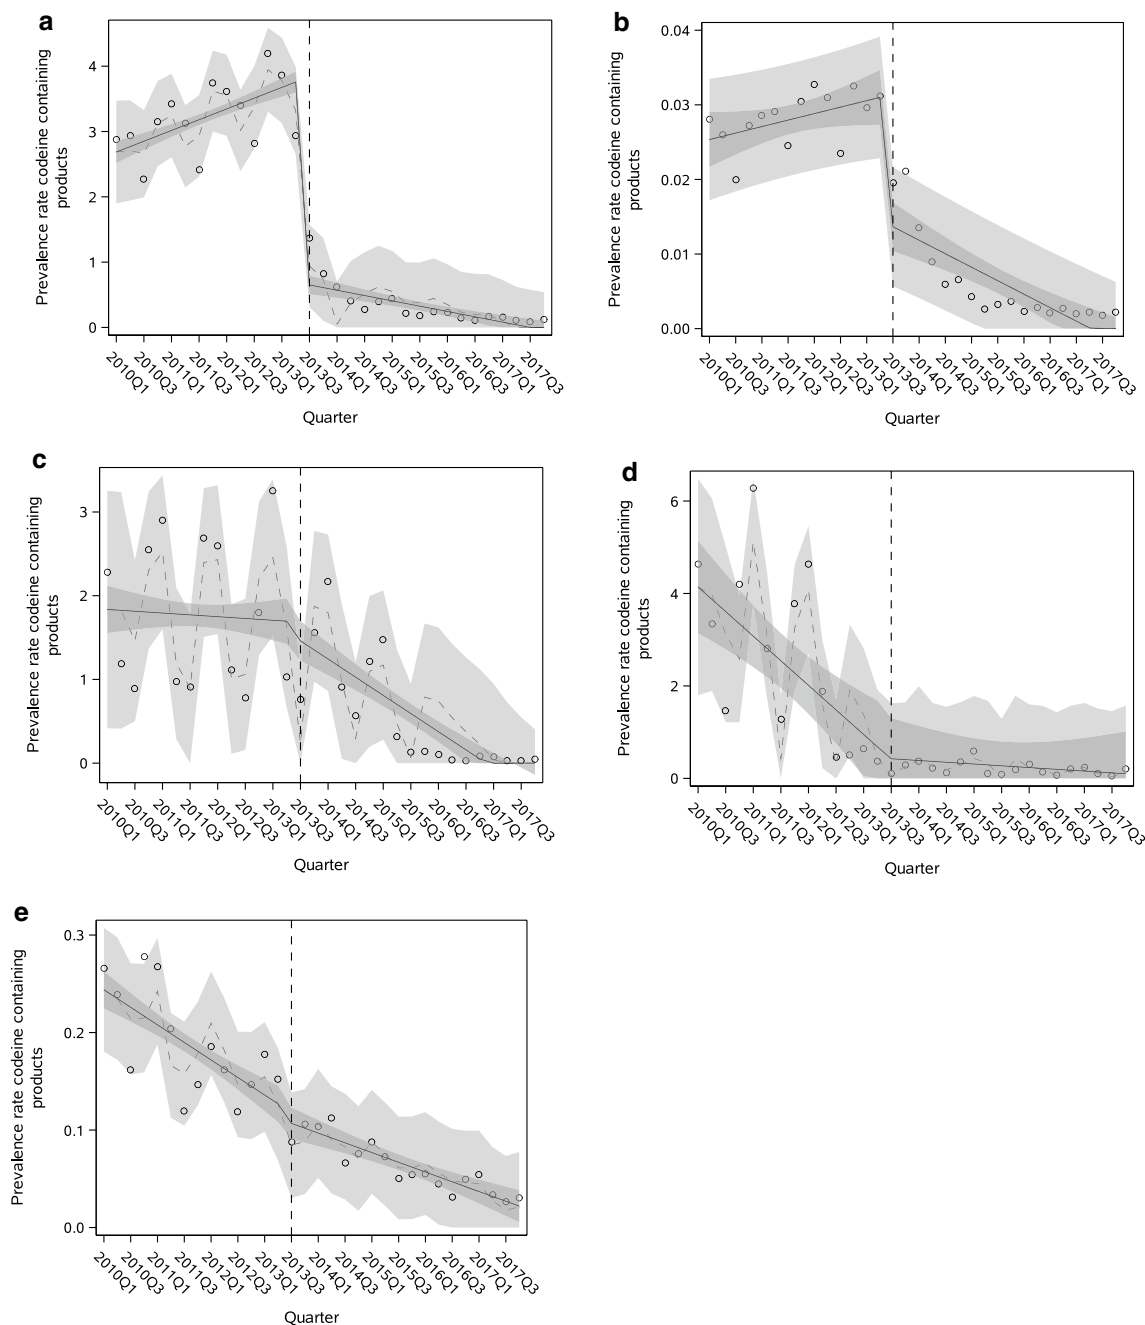 a
Prevalence rate codeine containing
products
4
3
2
1
0
2010Q1
2010Q3
2011Q1
2011Q3
2012Q1
2012Q3
2013Q1
2013Q3
2014Q1
2014Q3
2015Q1
2015Q3
2016Q1
2016Q3
2017Q1
2017Q3
Quarter
b
Prevalence rate codeine containing
products
0.04
0.03
0.02
0.01
0.00
2010Q1
2010Q3
2011Q1
2011Q3
2012Q1
2012Q3
2013Q1
2013Q3
2014Q1
2014Q3
2015Q1
2015Q3
2016Q1
2016Q3
2017Q1
2017Q3
Quarter
c
Prevalence rate codeine containing
products
3
2
1
0
2010Q1
2010Q3
2011Q1
2011Q3
2012Q1
2012Q3
2013Q1
2013Q3
2014Q1
2014Q3
2015Q1
2015Q3
2016Q1
2016Q3
2017Q1
2017Q3
Quarter
d
Prevalence rate codeine containing
products
6
4
2
0
2010Q1
2010Q3
2011Q1
2011Q3
2012Q1
2012Q3
2013Q1
2013Q3
2014Q1
2014Q3
2015Q1
2015Q3
2016Q1
2016Q3
2017Q1
2017Q3
Quarter
e
Prevalence rate codeine containing
products
0.3
0.2
0.1
0.0
2010Q1
2010Q3
2011Q1
2011Q3
2012Q1
2012Q3
2013Q1
2013Q3
2014Q1
2014Q3
2015Q1
2015Q3
2016Q1
2016Q3
2017Q1
2017Q3
Quarter